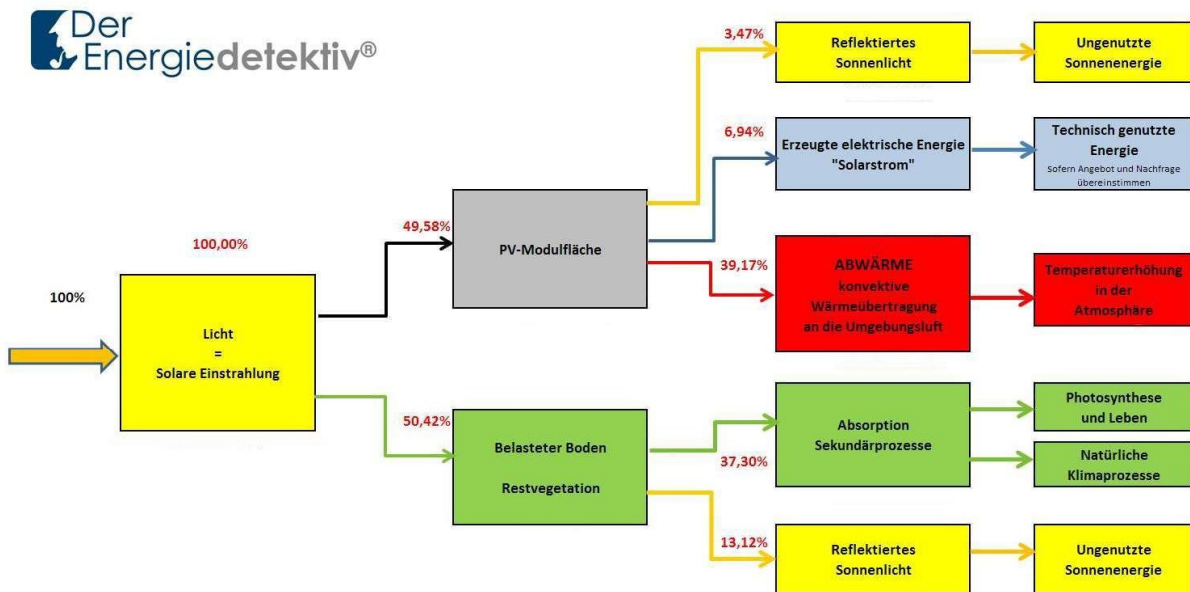 Der
Energiedetektiv®
100%
100,00%
Licht
=
Solare Einstrahlung
49,58%
PV-Modulfläche
50,42%
Belasteter Boden
Restvegetation
3,47%
Reflektiertes
Sonnenlicht
Ungenutzte
Sonnenenergie
6,94%
Erzeugte elektrische Energie
"Solarstrom"
Technisch genutzte
Energie
Sofern Angebot und Nachfrage
übereinstimmen
39,17%
ABWÄRME
konvektive
Wärmeübertragung
an die Umgebungsluft
Temperaturerhöhung
in der
Atmosphäre
37,30%
Absorption
Sekundärprozesse
Photosynthese
und Leben
Natürliche
Klimaprozesse
13,12%
Reflektiertes
Sonnenlicht
Ungenutzte
Sonnenenergie